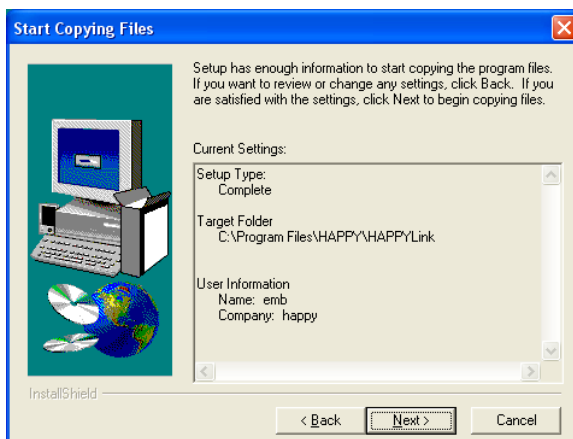 Start Copying Files
Setup has enough information to start copying the program files.
If you want to review or change any settings, click Back. If you
are satisfied with the settings, click Next to begin copying files.
Current Settings:
Setup Type:
Complete
Target Folder
C:\Program Files\HAPPY\HAPPYLink
User Information
Name: emb
Company: happy
InstallShield
< Back
Next >
Cancel